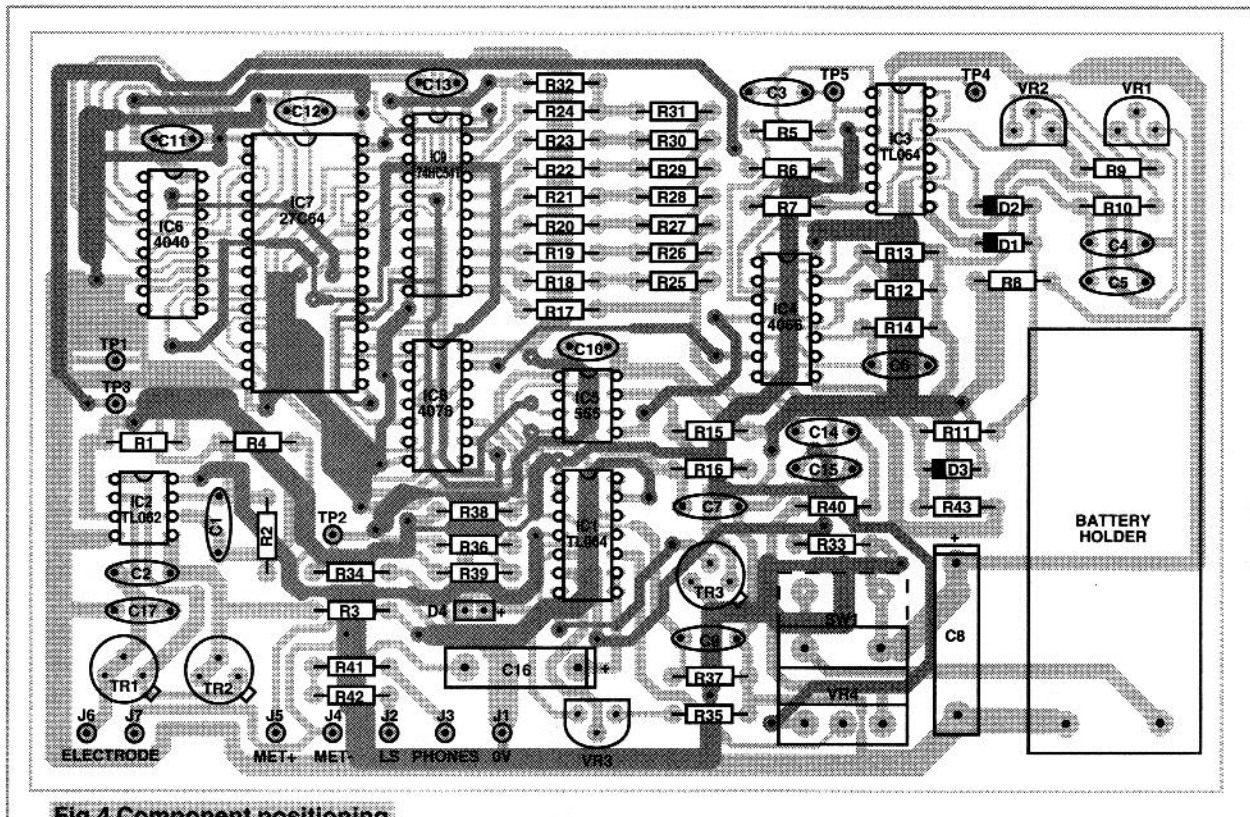 C13
R32
C3
TP5
TP4
VR2
VR1
C12
R24
R31
IC3
TL064
C11
R23
R30
R5
IC9
R22
R29
R6
R9
IC7
27C64
R21
R28
R7
D2
R10
IC6
4040
R20
R27
D1
C4
R19
R26
R13
R18
R25
R12
R8
C5
R17
IC4
4066
R14
TP1
C10
C6
TP3
IC8
4078
IC5
555
R1
R4
R15
C14
R11
R16
C15
D3
IC2
TL062
C1
R2
TP2
R38
IC1
TL064
C7
R40
R43
BATTERY
HOLDER
R36
R33
+
C2
R34
R39
TR3
C17
R3
D4
+
SW1
C8
C9
TR1
TR2
R41
C16
+
R37
VR4
R42
R35
J6
J7
J5
J4
J2
J3
J1
ELECTRODE
MET+
MET-
LS
PHONES
0V
VR3
Fig.4 Component positioning